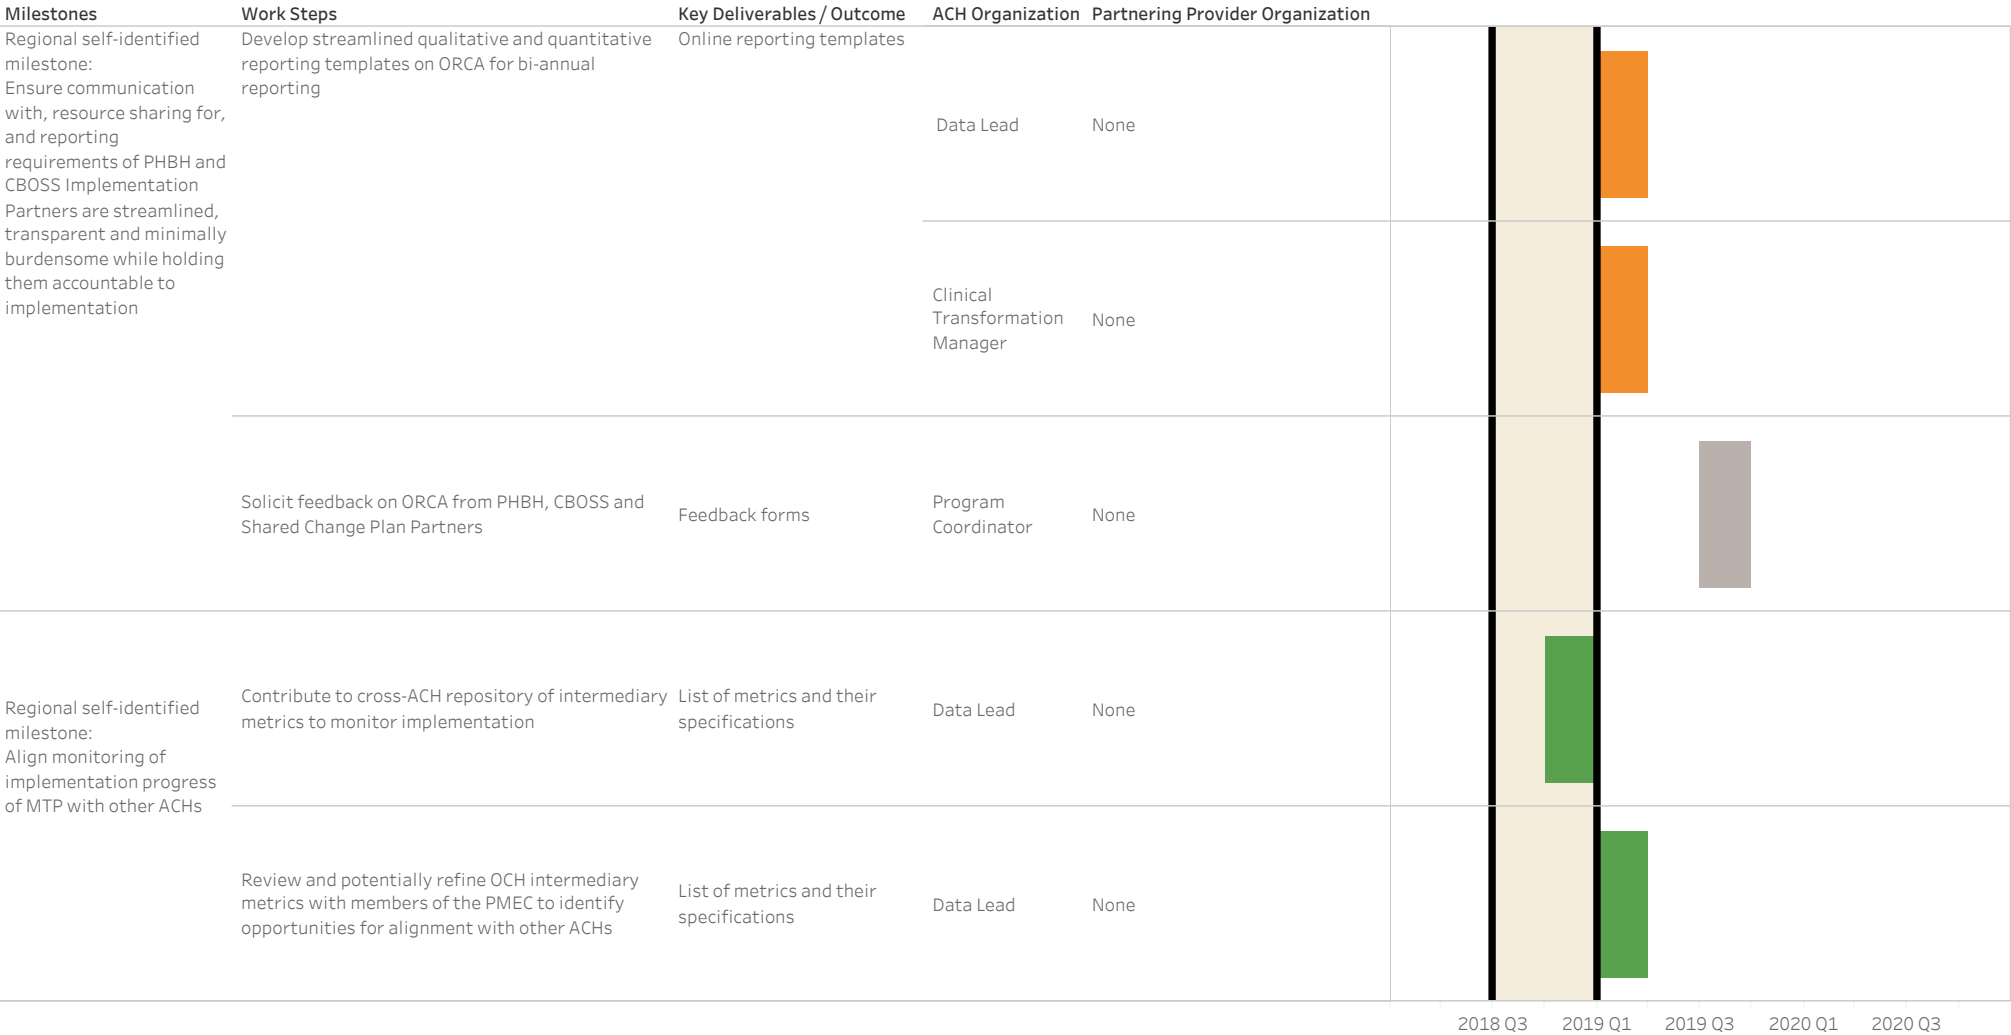 Milestones
Work Steps
Key Deliverables / Outcome
ACH Organization
Partnering Provider Organization
Regional self-identified
milestone:
Ensure communication
with, resource sharing for,
and reporting
requirements of PHBH and
CBOSS Implementation
Partners are streamlined,
transparent and minimally
burdensome while holding
them accountable to
implementation
Develop streamlined qualitative and quantitative
reporting templates on ORCA for bi-annual
reporting
Online reporting templates
Data Lead
None
Clinical
Transformation
Manager
None
Solicit feedback on ORCA from PHBH, CBOSS and
Shared Change Plan Partners
Feedback forms
Program
Coordinator
None
Regional self-identified
milestone:
Align monitoring of
implementation progress
of MTP with other ACHs
Contribute to cross-ACH repository of intermediary
metrics to monitor implementation
List of metrics and their
specifications
Data Lead
None
Review and potentially refine OCH intermediary
metrics with members of the PMEC to identify
opportunities for alignment with other ACHs
List of metrics and their
specifications
Data Lead
None
2018 Q3
2019 Q1
2019 Q3
2020 Q1
2020 Q3